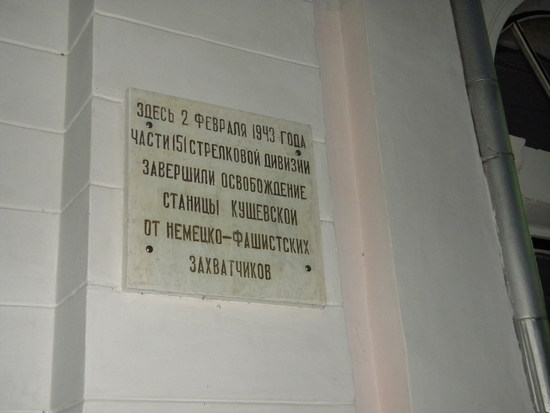 ЗДЕСЬ 2 ФЕВРАЛЯ 1943 ГОДА
ЧАСТИ 151 СТРЕЛКОВОЙ ДИВИЗИИ
ЗАВЕРШИЛИ ОСВОБОЖДЕНИЕ
СТАНИЦЫ КУЩЕВСКОЙ
ОТ НЕМЕЦКО-ФАШИСТСКИХ
ЗАХВАТЧИКОВ